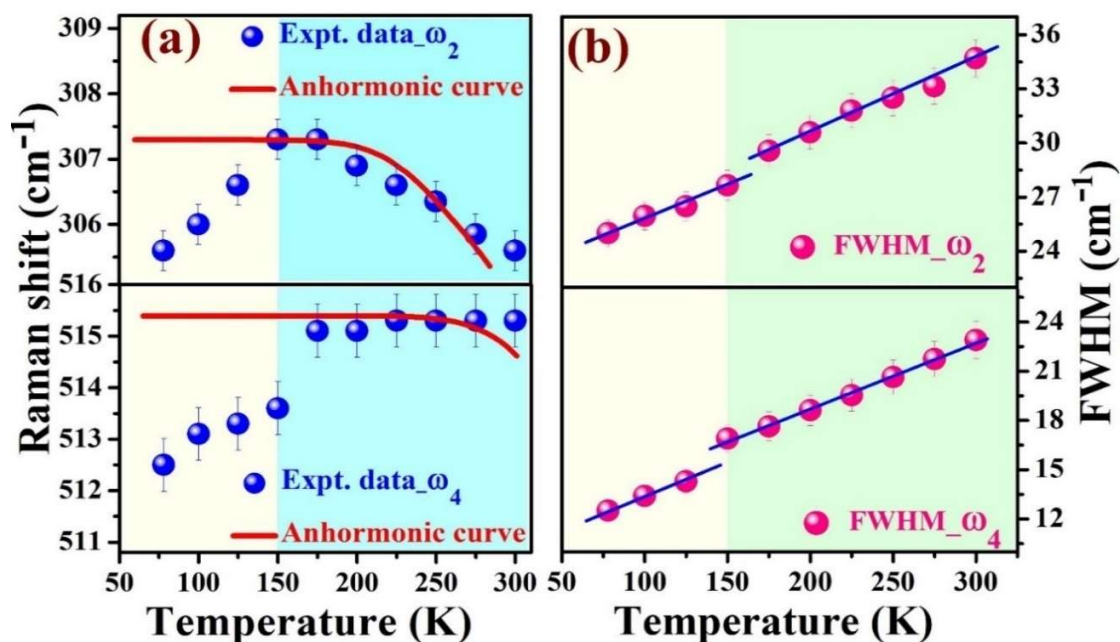 (a)
Expt. data_ω2
Anhormonic curve
309
308
307
306
516
515
514
513
512
511
Raman shift (cm⁻¹)
Expt. data_ω4
Anhormonic curve
50 100 150 200 250 300
Temperature (K)
(b)
FWHM_ω2
36
33
30
27
24
24
21
18
15
12
FWHM (cm⁻¹)
FWHM_ω4
50 100 150 200 250 300
Temperature (K)